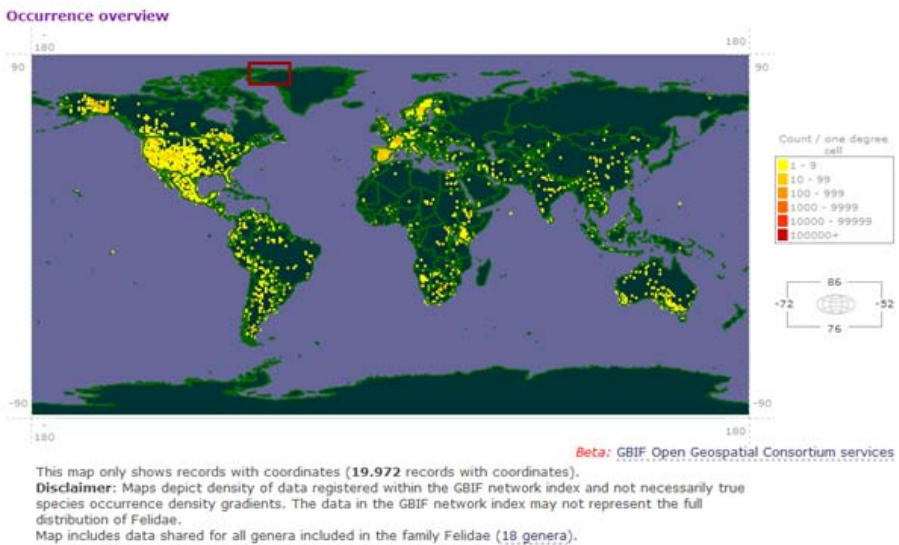 Occurrence overview
-
180
180
90
90
Count / one degree
cell
1 - 9
10 - 99
100 - 999
1000 - 9999
10000 - 99999
100000+
86
-72
-52
76
-90
-90
180
180
Beta: GBIF Open Geospatial Consortium services
This map only shows records with coordinates (19.972 records with coordinates).
Disclaimer: Maps depict density of data registered within the GBIF network index and not necessarily true
species occurrence density gradients. The data in the GBIF network index may not represent the full
distribution of Felidae.
Map includes data shared for all genera included in the family Felidae (18 genera).